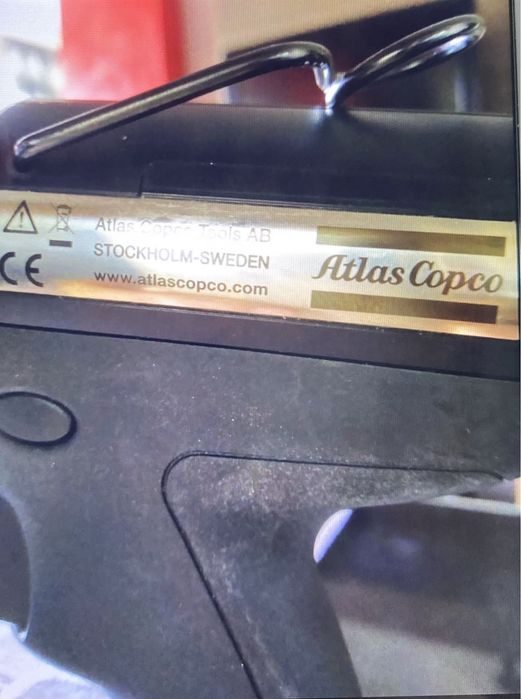 Atlas Copco Tools AB
STOCKHOLM-SWEDEN
www.atlascopco.com
CE
Atlas Copco